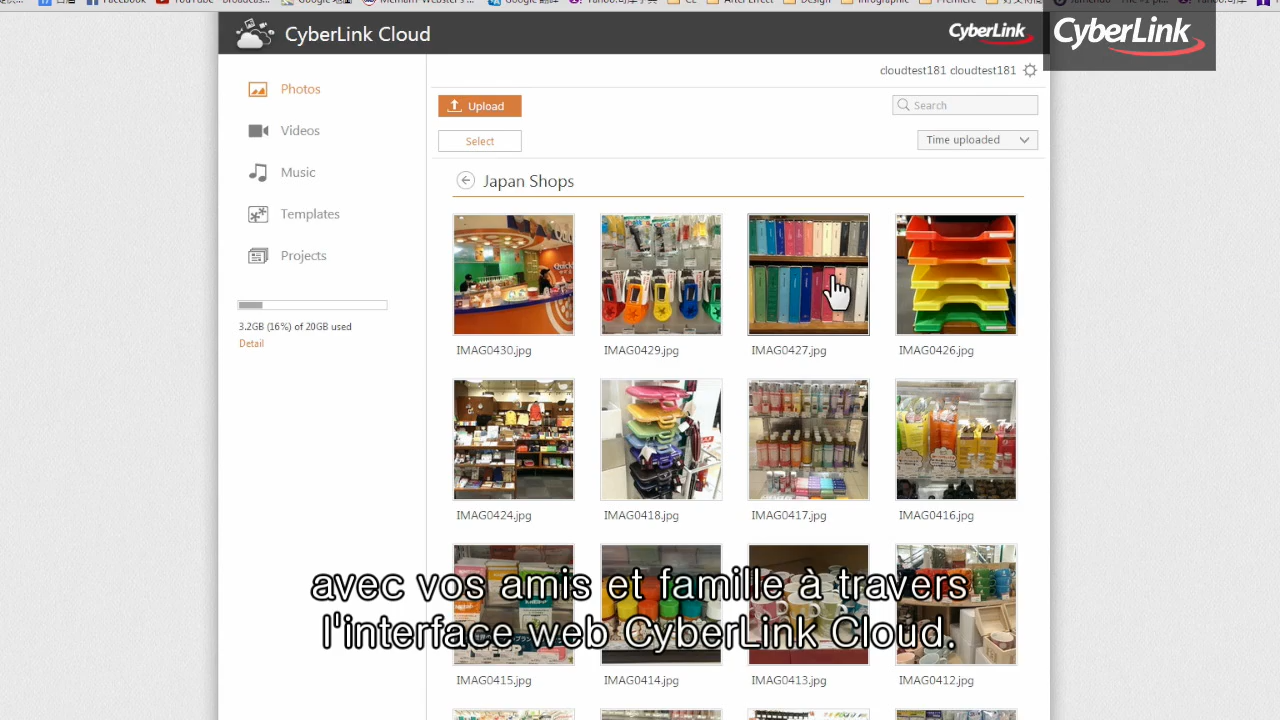 Facebook
YouTube
CyberLink Cloud
CyberLink
CyberLink
cloudtest181 cloudtest181
Photos
Videos
Music
Templates
Projects
3.2GB (16%) of 20GB used
Detail
Upload
Search
Select
Time uploaded
Japan Shops
IMAG0430.jpg
IMAG0429.jpg
IMAG0427.jpg
IMAG0426.jpg
IMAG0424.jpg
IMAG0418.jpg
IMAG0417.jpg
IMAG0416.jpg
avec vos amis et famille à travers
l'interface web CyberLink Cloud.
IMAG0415.jpg
IMAG0414.jpg
IMAG0413.jpg
IMAG0412.jpg